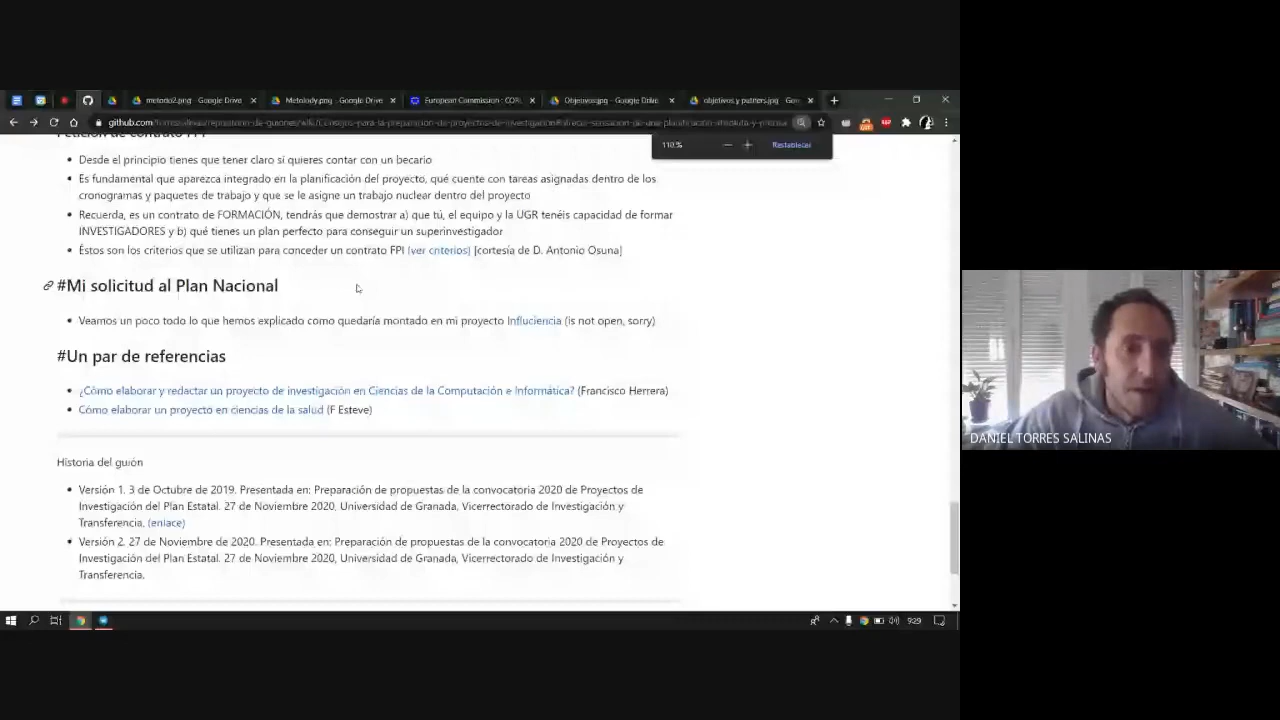 metodo2.png - Google Drive
Metolody.png - Google Drive
European Commission : CORL
Objetivos.jpg - Google Drive
objetivos y patners.jpg - Goo
github.com
110 %
Restablecer
Petición de contrato FPI
Desde el principio tienes que tener claro si quieres contar con un becario
Es fundamental que aparezca integrado en la planificación del proyecto, qué cuente con tareas asignadas dentro de los
cronogramas y paquetes de trabajo y que se le asigne un trabajo nuclear dentro del proyecto
Recuerda, es un contrato de FORMACIÓN, tendrás que demostrar a) que tú, el equipo y la UGR tenéis capacidad de formar
INVESTIGADORES y b) qué tienes un plan perfecto para conseguir un superinvestigador
Éstos son los criterios que se utilizan para conceder un contrato FPI (ver criterios) [cortesía de D. Antonio Osuna]
#Mi solicitud al Plan Nacional
Veamos un poco todo lo que hemos explicado como quedaría montado en mi proyecto Influciencia (is not open, sorry)
#Un par de referencias
¿Cómo elaborar y redactar un proyecto de investigación en Ciencias de la Computación e Informática? (Francisco Herrera)
Cómo elaborar un proyecto en ciencias de la salud (F Esteve)
Historia del guión
Versión 1. 3 de Octubre de 2019. Presentada en: Preparación de propuestas de la convocatoria 2020 de Proyectos de
Investigación del Plan Estatal. 27 de Noviembre 2020, Universidad de Granada, Vicerrectorado de Investigación y
Transferencia. (enlace)
Versión 2. 27 de Noviembre de 2020. Presentada en: Preparación de propuestas de la convocatoria 2020 de Proyectos de
Investigación del Plan Estatal. 27 de Noviembre 2020, Universidad de Granada, Vicerrectorado de Investigación y
Transferencia.
9:29
DANIEL TORRES SALINAS